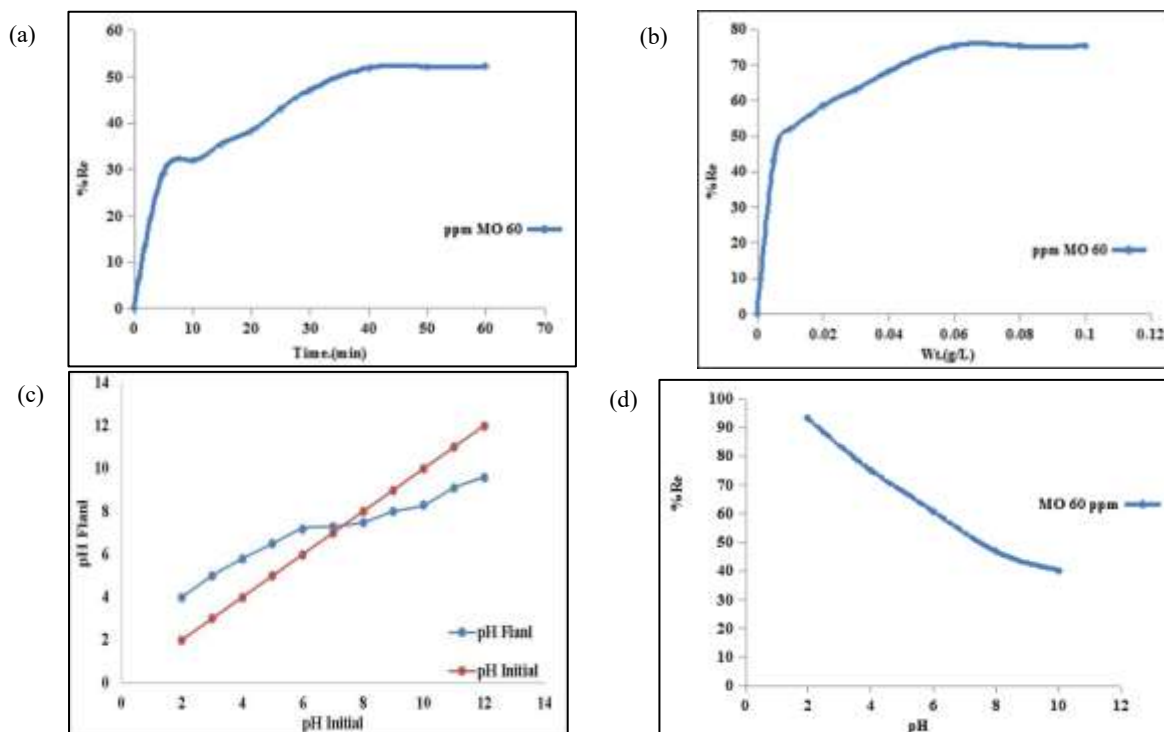 (a)
60
50
40
30
20
10
0
%Re
ppm MO 60
0 10 20 30 40 50 60 70
Time.(min)
(b)
80
70
60
50
40
30
20
10
0
%Re
ppm MO 60
0 0.02 0.04 0.06 0.08 0.1 0.12
Wt.(g/L)
(c)
14
12
10
8
6
4
2
0
pH Fianl
pH Fianl
pH Initial
0 2 4 6 8 10 12 14
pH Initial
(d)
100
90
80
70
60
50
40
30
20
10
0
%Re
MO 60 ppm
0 2 4 6 8 10 12
pH